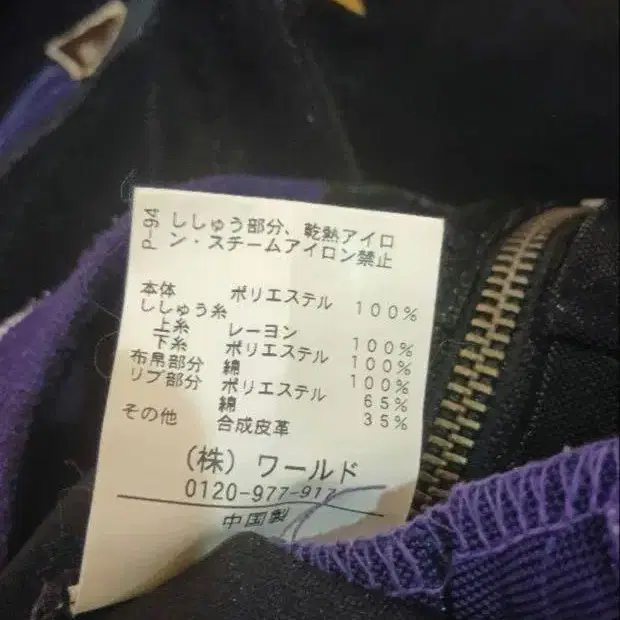 P-94
ししゅう部分、乾熱アイロ
ン・スチームアイロン禁止
本体 ポリエステル 100%
ししゅう糸
上糸 レーヨン 100%
下糸 ポリエステル 100%
布帛部分 綿 100%
リブ部分 ポリエステル 65%
綿 35%
その他 合成皮革
(株) ワールド
0120-977-977
中国製